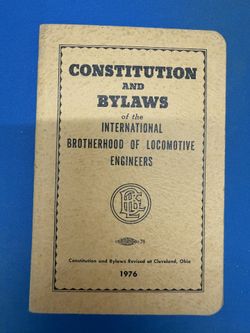 CONSTITUTION
AND
BYLAWS
of the
INTERNATIONAL
BROTHERHOOD OF LOCOMOTIVE
ENGINEERS
Constitution and Bylaws Revised at Cleveland, Ohio
1976